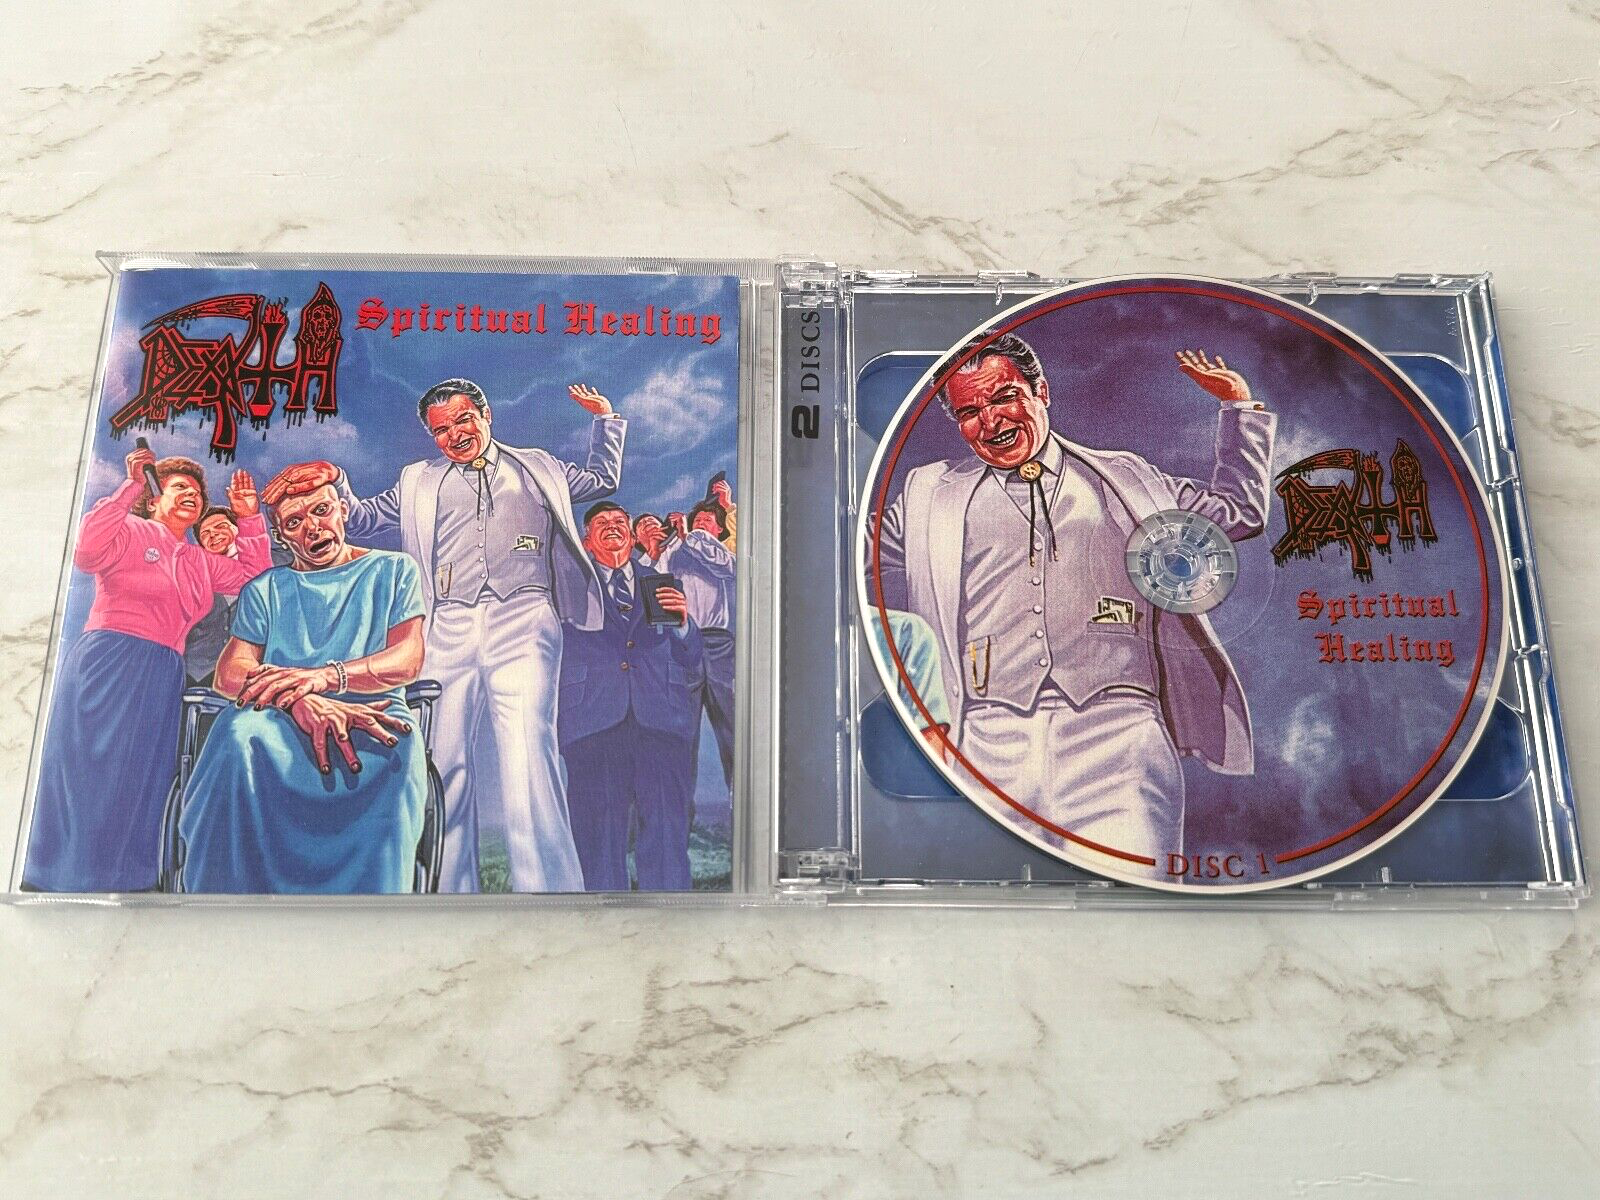 DEATH
Spiritual Healing
2 DISCS
DEATH
Spiritual
Healing
DISC 1